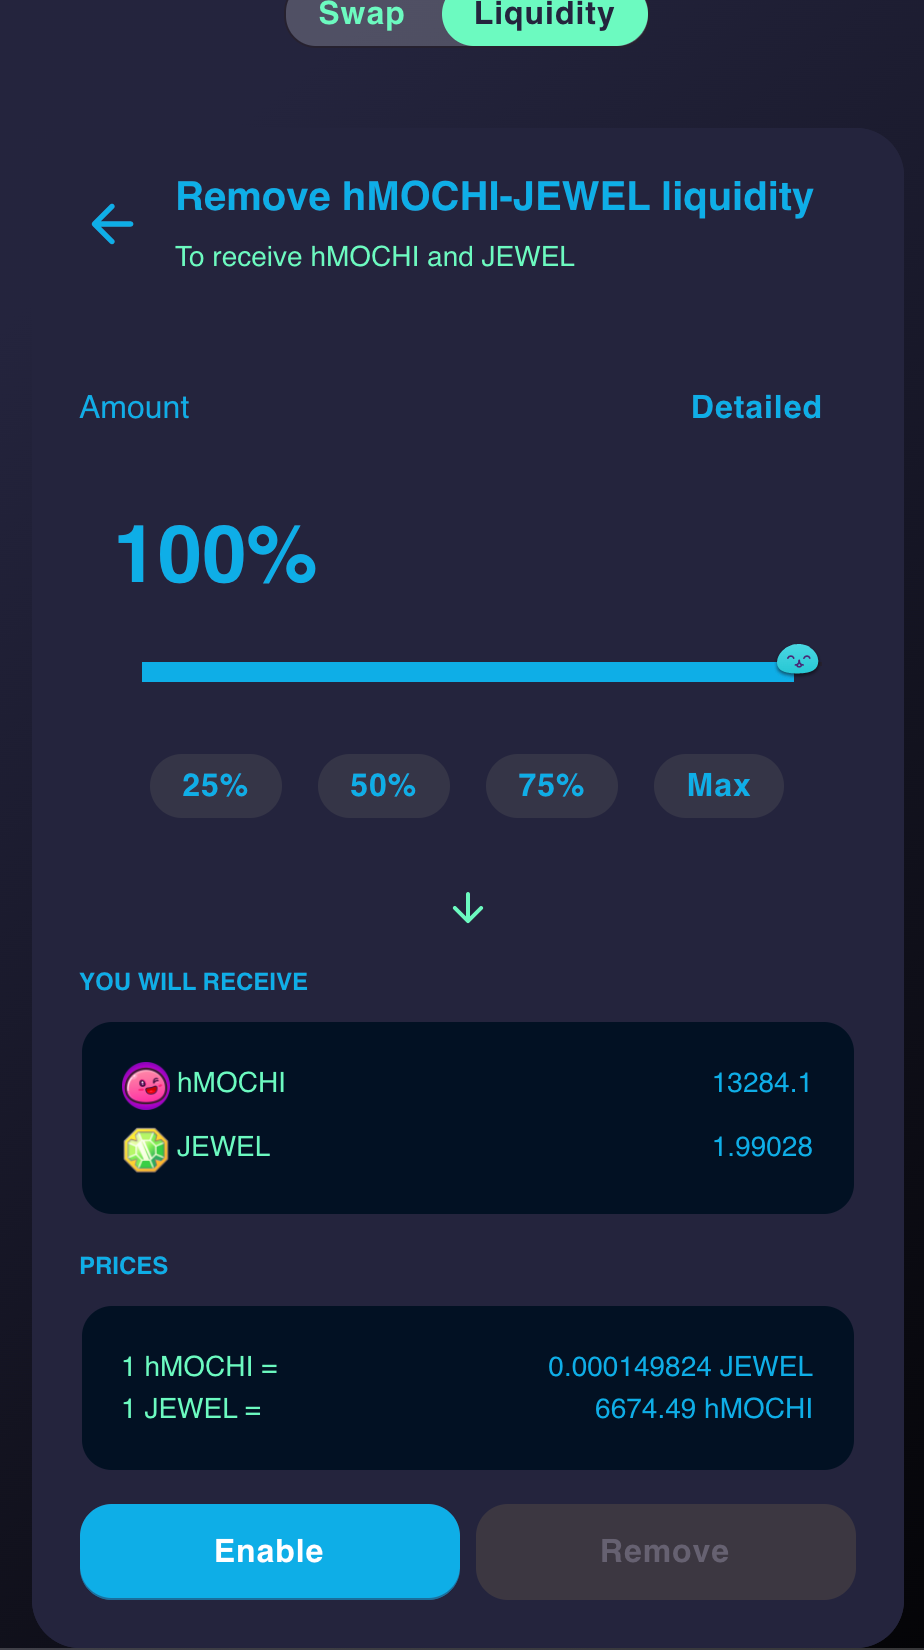 Swap Liquidity
Remove hMOCHI-JEWEL liquidity
To receive hMOCHI and JEWEL
Amount Detailed
100%
25% 50% 75% Max
YOU WILL RECEIVE
hMOCHI 13284.1
JEWEL 1.99028
PRICES
1 hMOCHI = 0.000149824 JEWEL
1 JEWEL = 6674.49 hMOCHI
Enable Remove